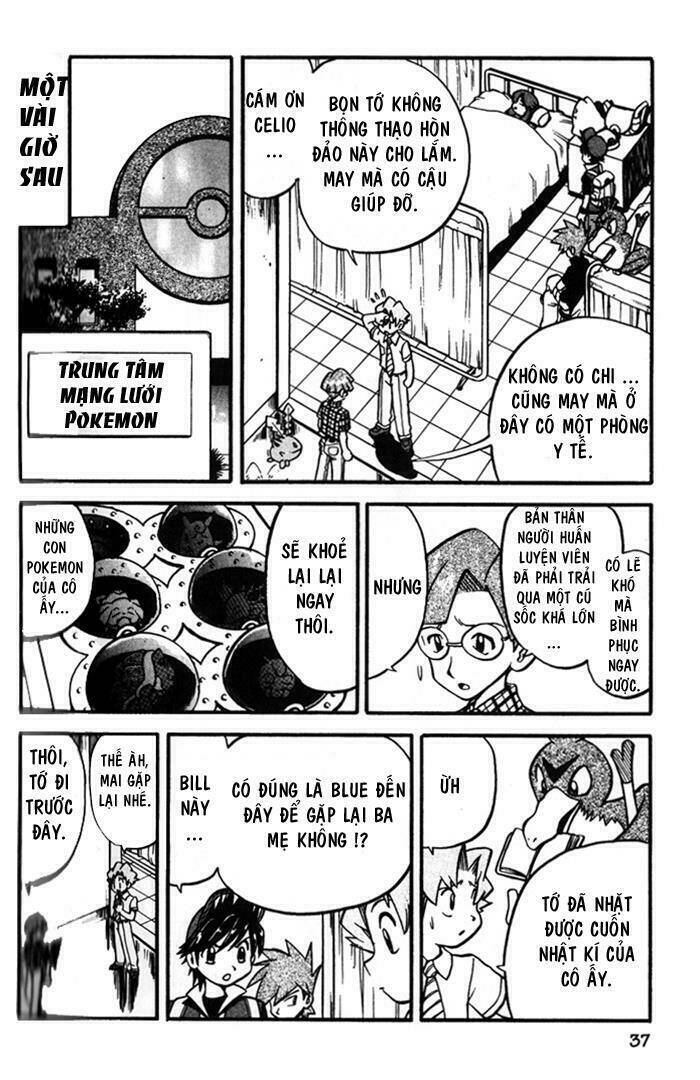 MỘT
VÀI
GIỜ
SAU
TRUNG TÂM
MẠNG LƯỚI
POKEMON
CÁM ƠN
CELIO
...
BỌN TỚ KHÔNG
THÔNG THẠO HÒN
ĐẢO NÀY CHO LẮM.
MAY MÀ CÓ CẬU
GIÚP ĐỠ.
KHÔNG CÓ CHI ...
CŨNG MAY MÀ Ở
ĐÂY CÓ MỘT PHÒNG
Y TẾ.
NHỮNG
CON
POKEMON
CỦA CÔ
ẤY...
SẼ KHOẺ
LẠI LẠI
NGAY
THÔI.
NHƯNG
BẢN THÂN
NGƯỜI HUẤN
LUYỆN VIÊN
ĐÃ PHẢI TRẢI
QUA MỘT CÚ
SỐC KHÁ LỚN
...
CÓ LẼ
KHÓ
MÀ
BÌNH
PHỤC
NGAY
ĐƯỢC.
THÔI,
TỚ ĐI
TRƯỚC
ĐÂY.
THẾ ÀH,
MAI GẶP
LẠI NHÉ.
BILL
NÀY
...
CÓ ĐÚNG LÀ BLUE ĐẾN
ĐÂY ĐỂ GẶP LẠI BA
MẸ KHÔNG !?
ỪH
TỚ ĐÃ NHẶT
ĐƯỢC CUỐN
NHẬT KÍ CỦA
CÔ ẤY.
37